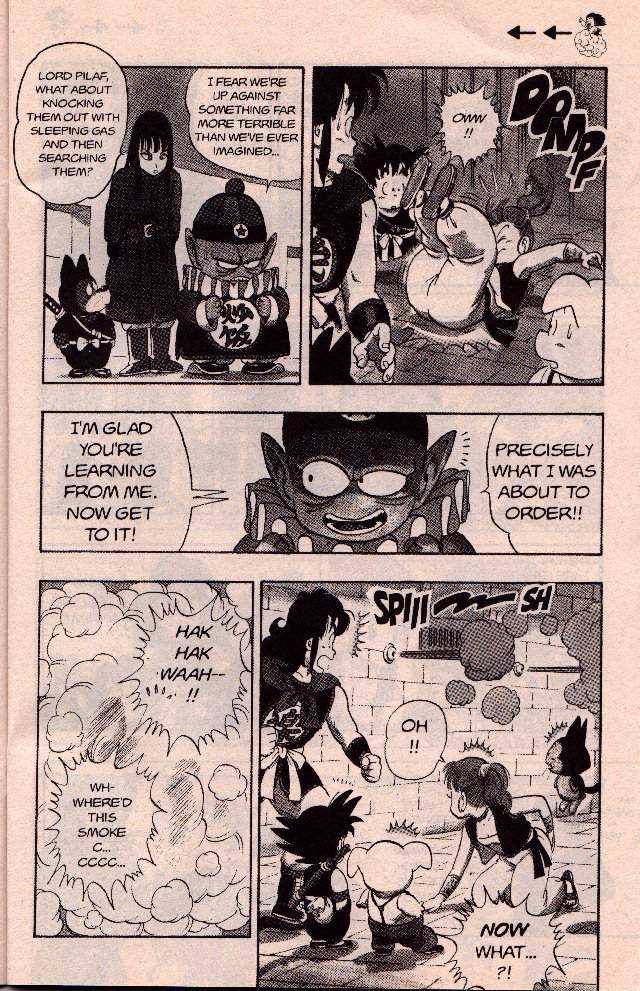 OWW
!!
DOMPF
I FEAR WE'RE
UP AGAINST
SOMETHING FAR
MORE TERRIBLE
THAN WE'VE EVER
IMAGINED...
LORD PILAF,
WHAT ABOUT
KNOCKING
THEM OUT WITH
SLEEPING GAS
AND THEN
SEARCHING
THEM?
PRECISELY
WHAT I WAS
ABOUT TO
ORDER!!
I'M GLAD
YOU'RE
LEARNING
FROM ME.
NOW GET
TO IT!
SPIII SH
OH
!!
NOW
WHAT...
?!
HAK
HAK
WAAH--
!!
WH-
WHERE'D
THIS
SMOKE
C...
CCCC...